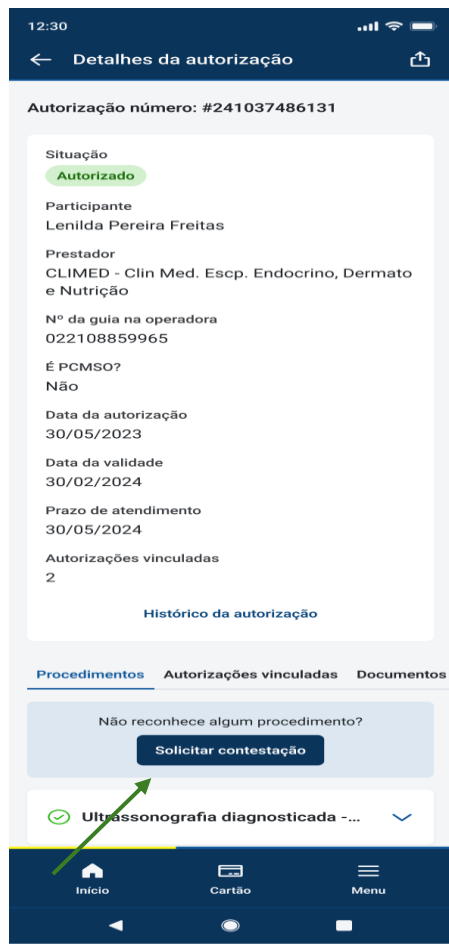 12:30
Detalhes da autorização
Autorização número: #241037486131
Situação
Autorizado
Participante
Lenilda Pereira Freitas
Prestador
CLIMED - Clin Med. Escp. Endocrino, Dermato
e Nutrição
Nº da guia na operadora
022108859965
É PCMSO?
Não
Data da autorização
30/05/2023
Data da validade
30/02/2024
Prazo de atendimento
30/05/2024
Autorizações vinculadas
2
Histórico da autorização
Procedimentos Autorizações vinculadas Documentos
Não reconhece algum procedimento?
Solicitar contestação
Ultrassonografia diagnosticada -...
Início Cartão Menu